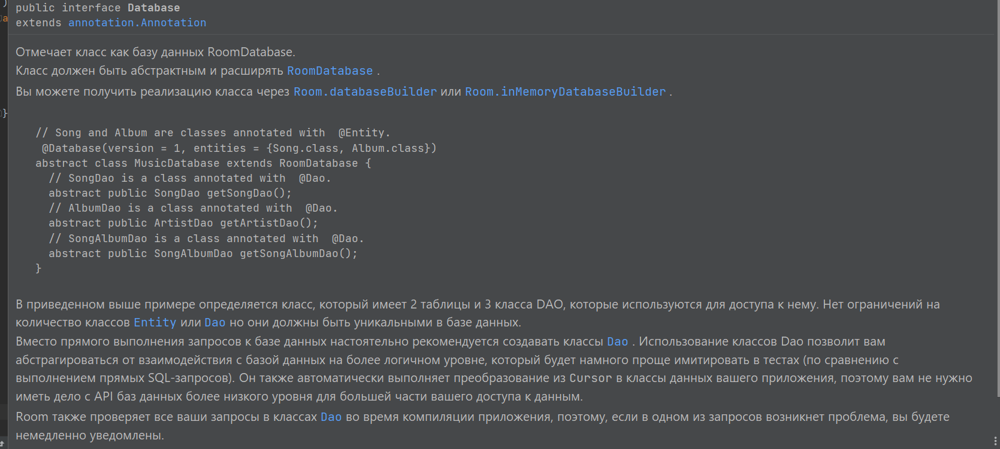 )
public interface Database
a
extends annotation.Annotation
Отмечает класс как базу данных RoomDatabase.
Класс должен быть абстрактным и расширять RoomDatabase .
Вы можете получить реализацию класса через Room.databaseBuilder или Room.inMemoryDatabaseBuilder .
}
// Song and Album are classes annotated with  @Entity.
@Database(version = 1, entities = {Song.class, Album.class})
abstract class MusicDatabase extends RoomDatabase {
// SongDao is a class annotated with  @Dao.
abstract public SongDao getSongDao();
// AlbumDao is a class annotated with  @Dao.
abstract public ArtistDao getArtistDao();
// SongAlbumDao is a class annotated with  @Dao.
abstract public SongAlbumDao getSongAlbumDao();
}
В приведенном выше примере определяется класс, который имеет 2 таблицы и 3 класса DAO, которые используются для доступа к нему. Нет ограничений на
количество классов Entity или Dao но они должны быть уникальными в базе данных.
Вместо прямого выполнения запросов к базе данных настоятельно рекомендуется создавать классы Dao . Использование классов Dao позволит вам
абстрагироваться от взаимодействия с базой данных на более логичном уровне, который будет намного проще имитировать в тестах (по сравнению с
выполнением прямых SQL-запросов). Он также автоматически выполняет преобразование из Cursor в классы данных вашего приложения, поэтому вам не нужно
иметь дело с API баз данных более низкого уровня для большей части вашего доступа к данным.
Room также проверяет все ваши запросы в классах Dao во время компиляции приложения, поэтому, если в одном из запросов возникнет проблема, вы будете
немедленно уведомлены.